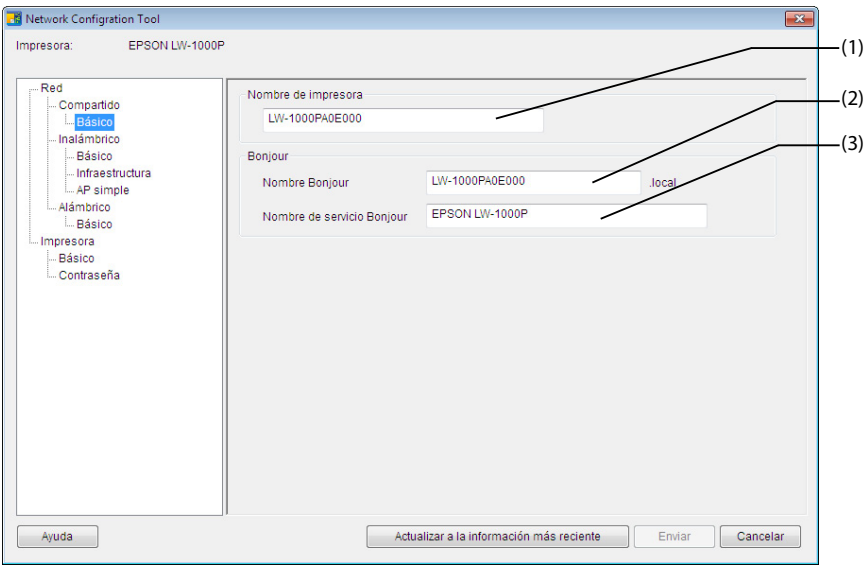 Network Configration Tool
Impresora: EPSON LW-1000P
(1)
(2)
(3)
Red
Compartido
Básico
Inalámbrico
Básico
Infraestructura
AP simple
Alámbrico
Básico
Impresora
Básico
Contraseña
Nombre de impresora
LW-1000PA0E000
Bonjour
Nombre Bonjour LW-1000PA0E000 .local
Nombre de servicio Bonjour EPSON LW-1000P
Ayuda Actualizar a la información más reciente Enviar Cancelar